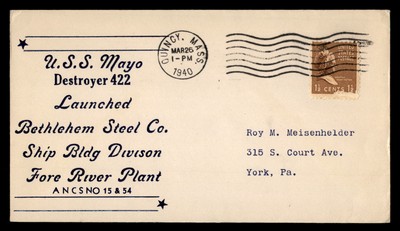 U.S.S. Mayo
Destroyer 422
Launched
Bethlehem Steel Co.
Ship Bldg Divison
Fore River Plant
ANCS NO 15 & 54
QUINCY, MASS.
MAR 26
1-PM
1940
1½ CENTS 1½
Roy M. Meisenhelder
315 S. Court Ave.
York, Pa.